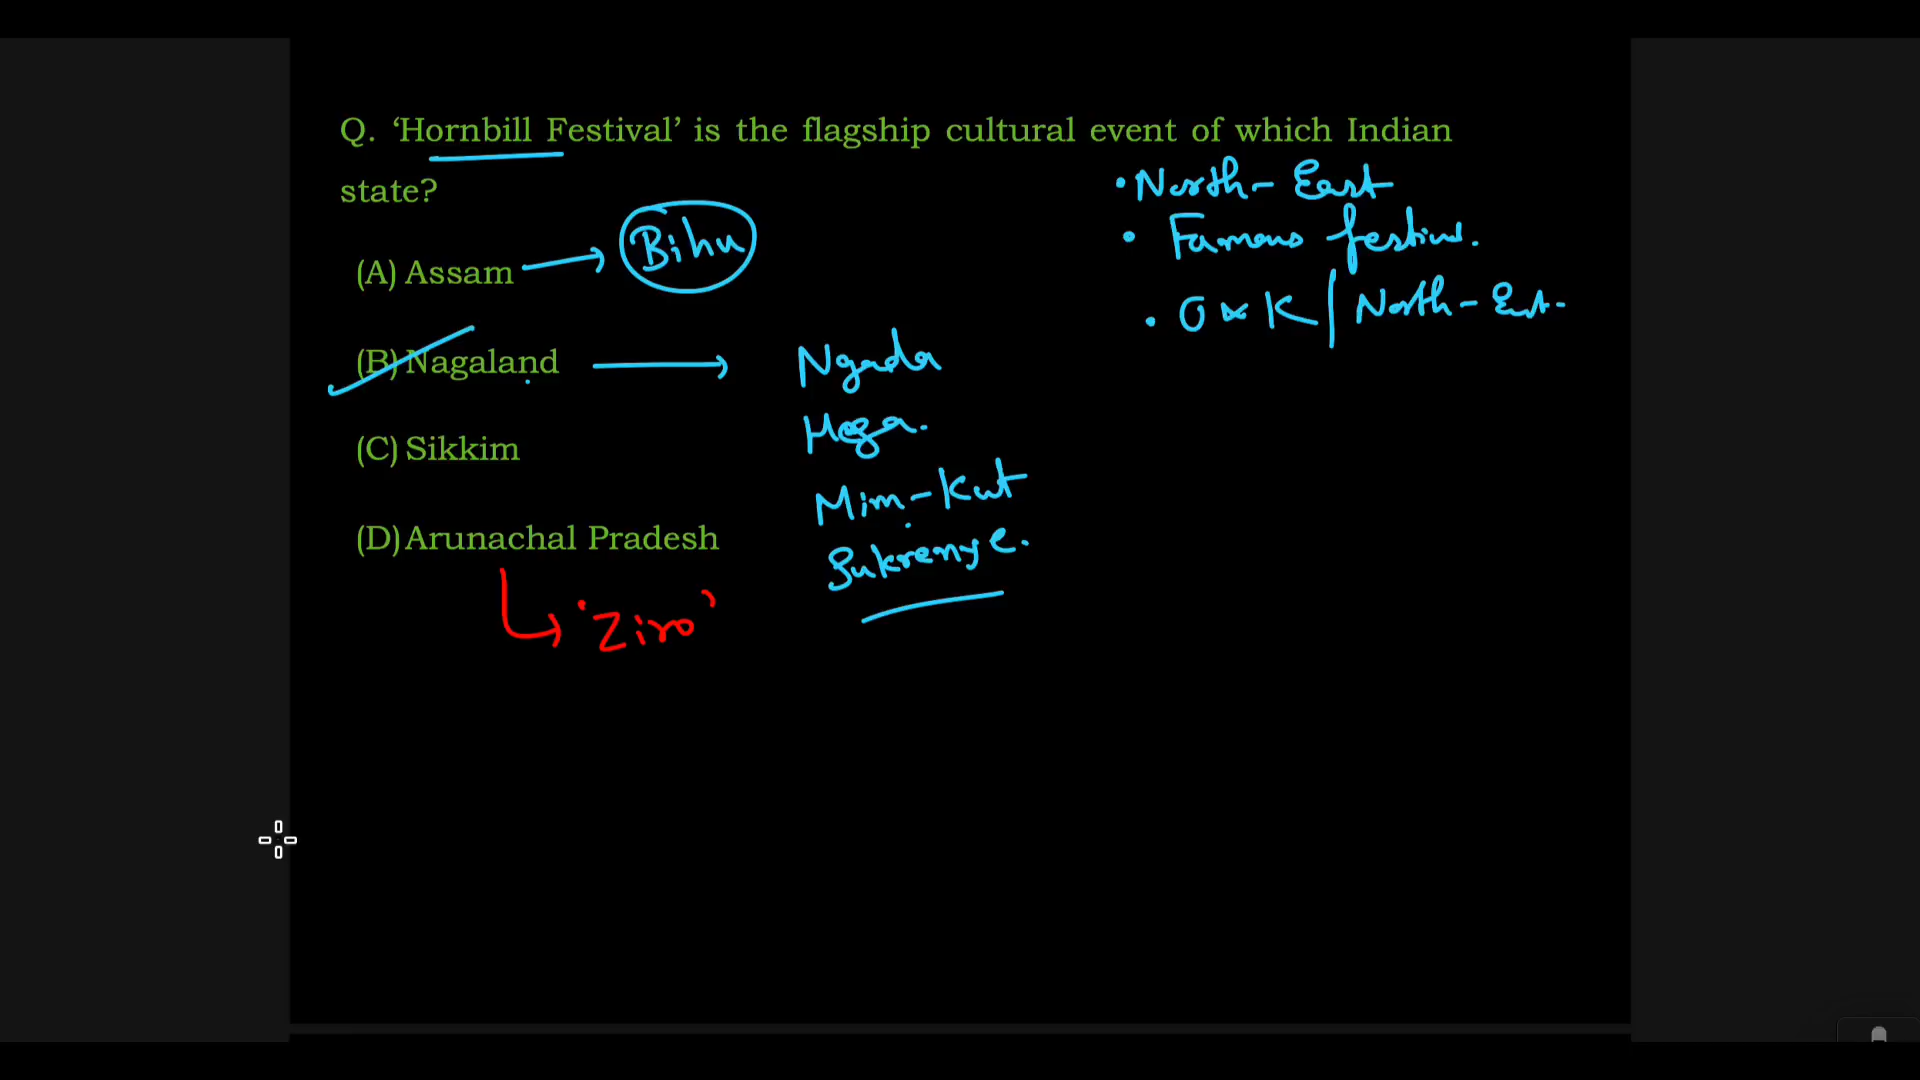 Q. ‘Hornbill Festival’ is the flagship cultural event of which Indian
state?
• North-East
• Famous festival.
(A) Assam → Bihu
• J & K | North-East
(B) Nagaland → Ngada
Hega.
(C) Sikkim
Mim-Kut
Sukrenye.
(D) Arunachal Pradesh
↳ 'Ziro'